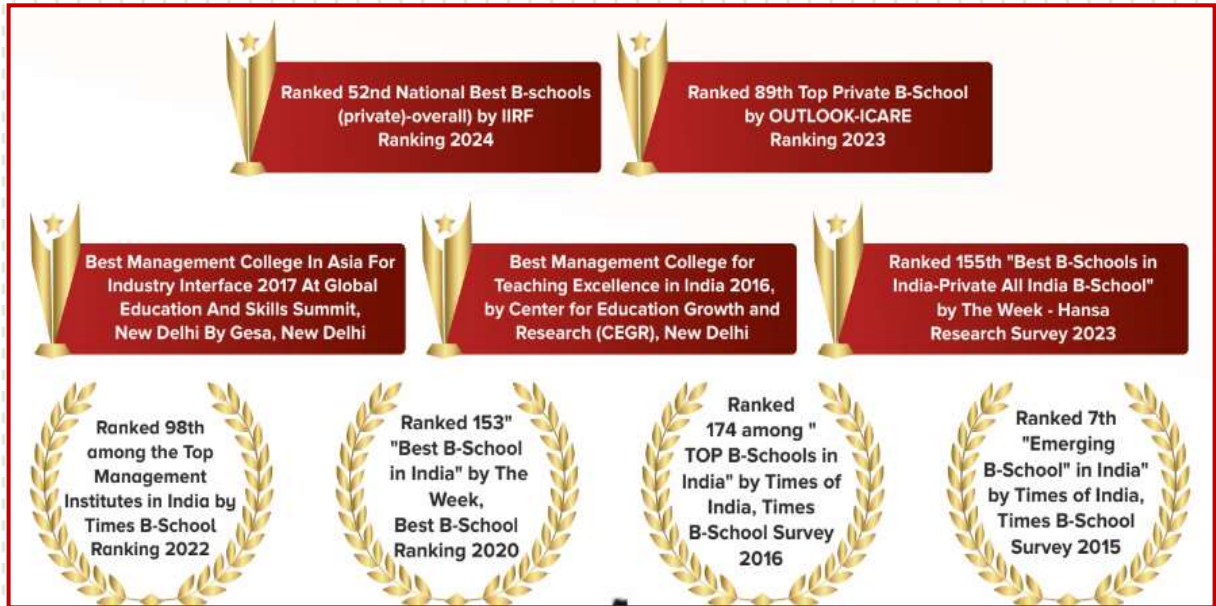 Ranked 52nd National Best B-schools
(private)-overall) by IIRF
Ranking 2024
Ranked 89th Top Private B-School
by OUTLOOK-ICARE
Ranking 2023
Best Management College In Asia For
Industry Interface 2017 At Global
Education And Skills Summit,
New Delhi By Gesa, New Delhi
Best Management College for
Teaching Excellence in India 2016,
by Center for Education Growth and
Research (CEGR), New Delhi
Ranked 155th "Best B-Schools in
India-Private All India B-School"
by The Week - Hansa
Research Survey 2023
Ranked 98th
among the Top
Management
Institutes in India by
Times B-School
Ranking 2022
Ranked 153"
"Best B-School
in India" by The
Week,
Best B-School
Ranking 2020
Ranked
174 among "
TOP B-Schools in
India" by Times of
India, Times
B-School Survey
2016
Ranked 7th
"Emerging
B-School" in India"
by Times of India,
Times B-School
Survey 2015